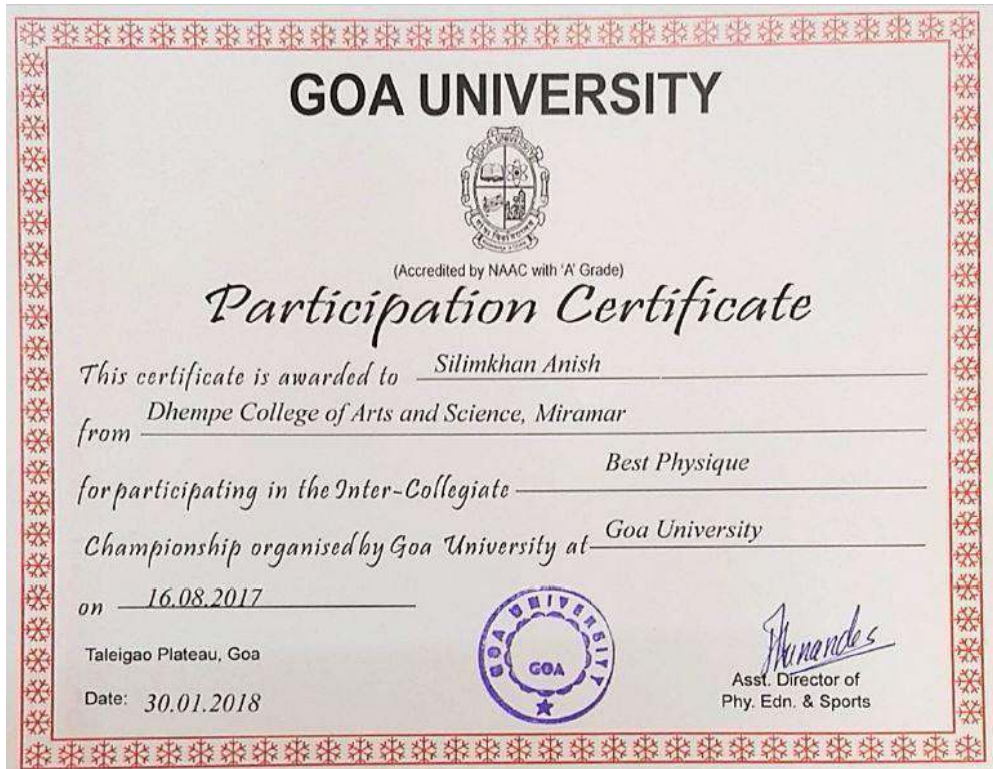 GOA UNIVERSITY
GOA UNIVERSITY
(Accredited by NAAC with 'A' Grade)
Participation Certificate
This certificate is awarded to Silimkhan Anish
from Dhempe College of Arts and Science, Miramar
for participating in the Inter-Collegiate Best Physique
Championship organised by Goa University at Goa University
on 16.08.2017
Taleigao Plateau, Goa
Date: 30.01.2018
GOA UNIVERSITY
GOA
Asst. Director of
Phy. Edn. & Sports